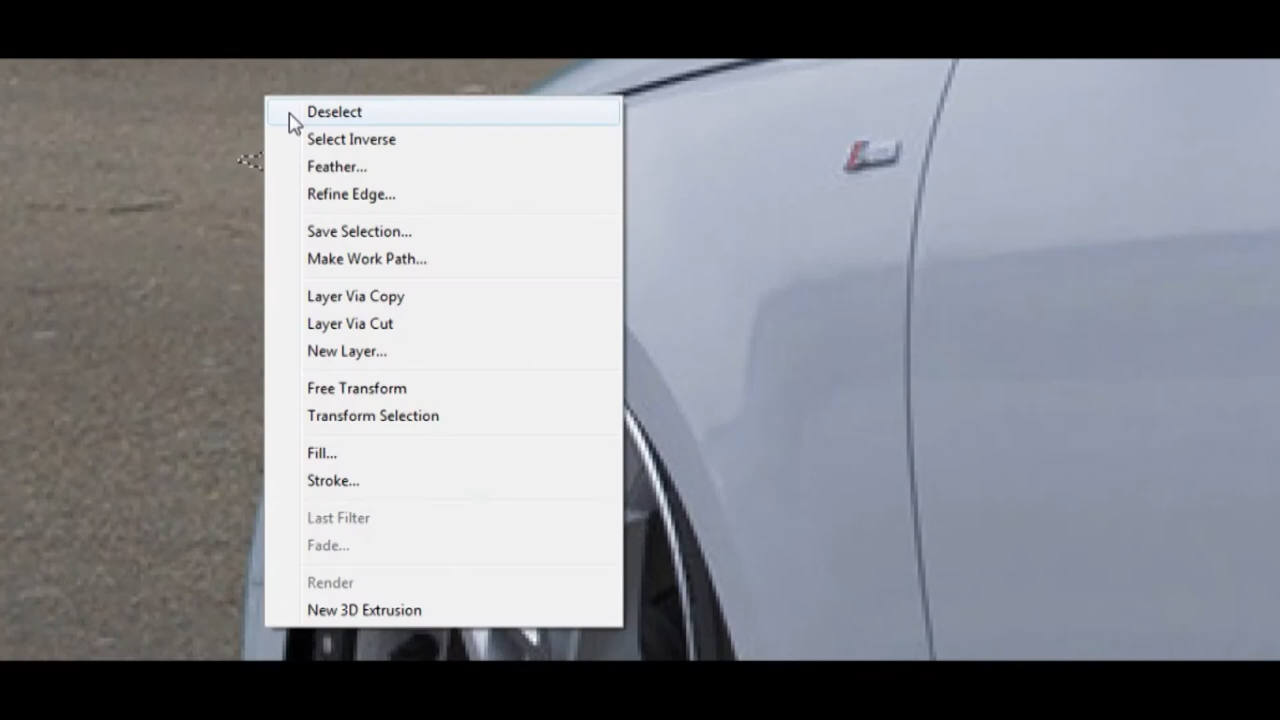 Deselect
Select Inverse
Feather...
Refine Edge...
Save Selection...
Make Work Path...
Layer Via Copy
Layer Via Cut
New Layer...
Free Transform
Transform Selection
Fill...
Stroke...
Last Filter
Fade...
Render
New 3D Extrusion